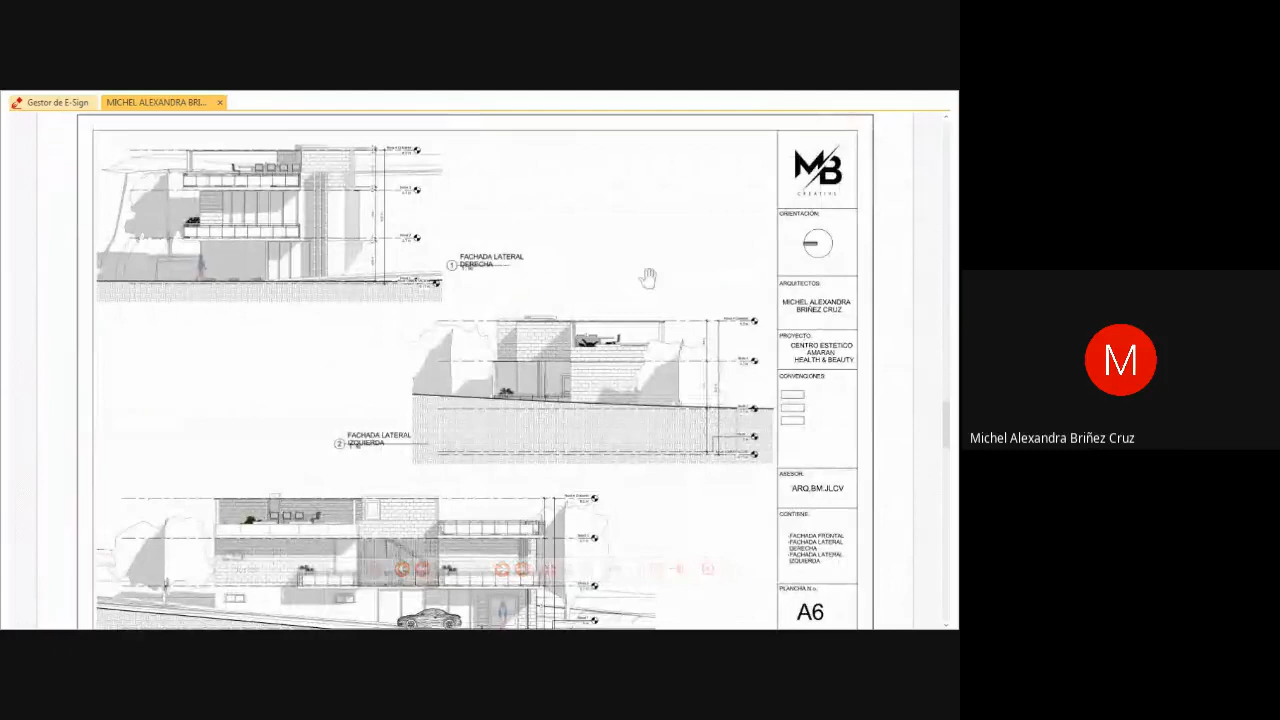 Gestor de E-Sign
MICHEL ALEXANDRA BRI...
MB
CREATIVE
ORIENTACIÓN:
ARQUITECTOS:
MICHEL ALEXANDRA
BRIÑEZ CRUZ
PROYECTO:
CENTRO ESTETICO
AMARAN
HEALTH & BEAUTY
CONVENCIONES:
ASESOR:
ARQ.BM.JLCV
CONTIENE:
-FACHADA FRONTAL
-FACHADA LATERAL
DERECHA
-FACHADA LATERAL
IZQUIERDA
PLANCHA N.o.
A6
1
FACHADA LATERAL
DERECHA
2
FACHADA LATERAL
IZQUIERDA
M
Michel Alexandra Briñez Cruz